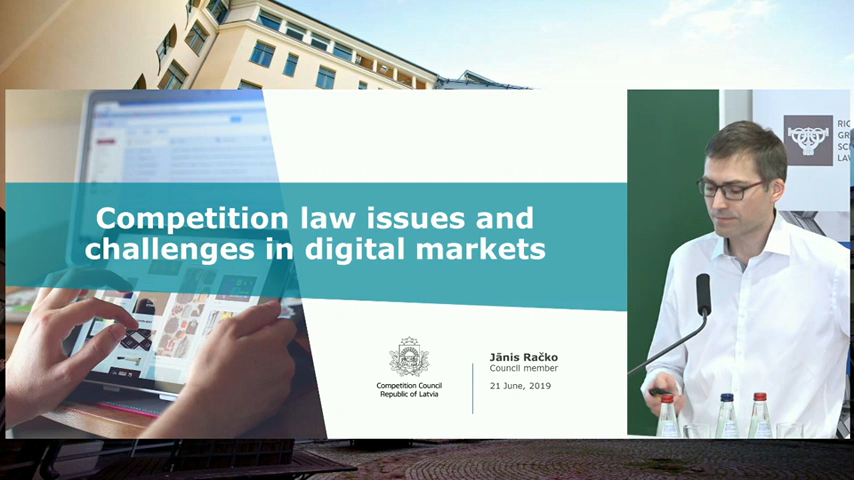 Competition law issues and
challenges in digital markets
Competition Council
Republic of Latvia
Jānis Račko
Council member
21 June, 2019